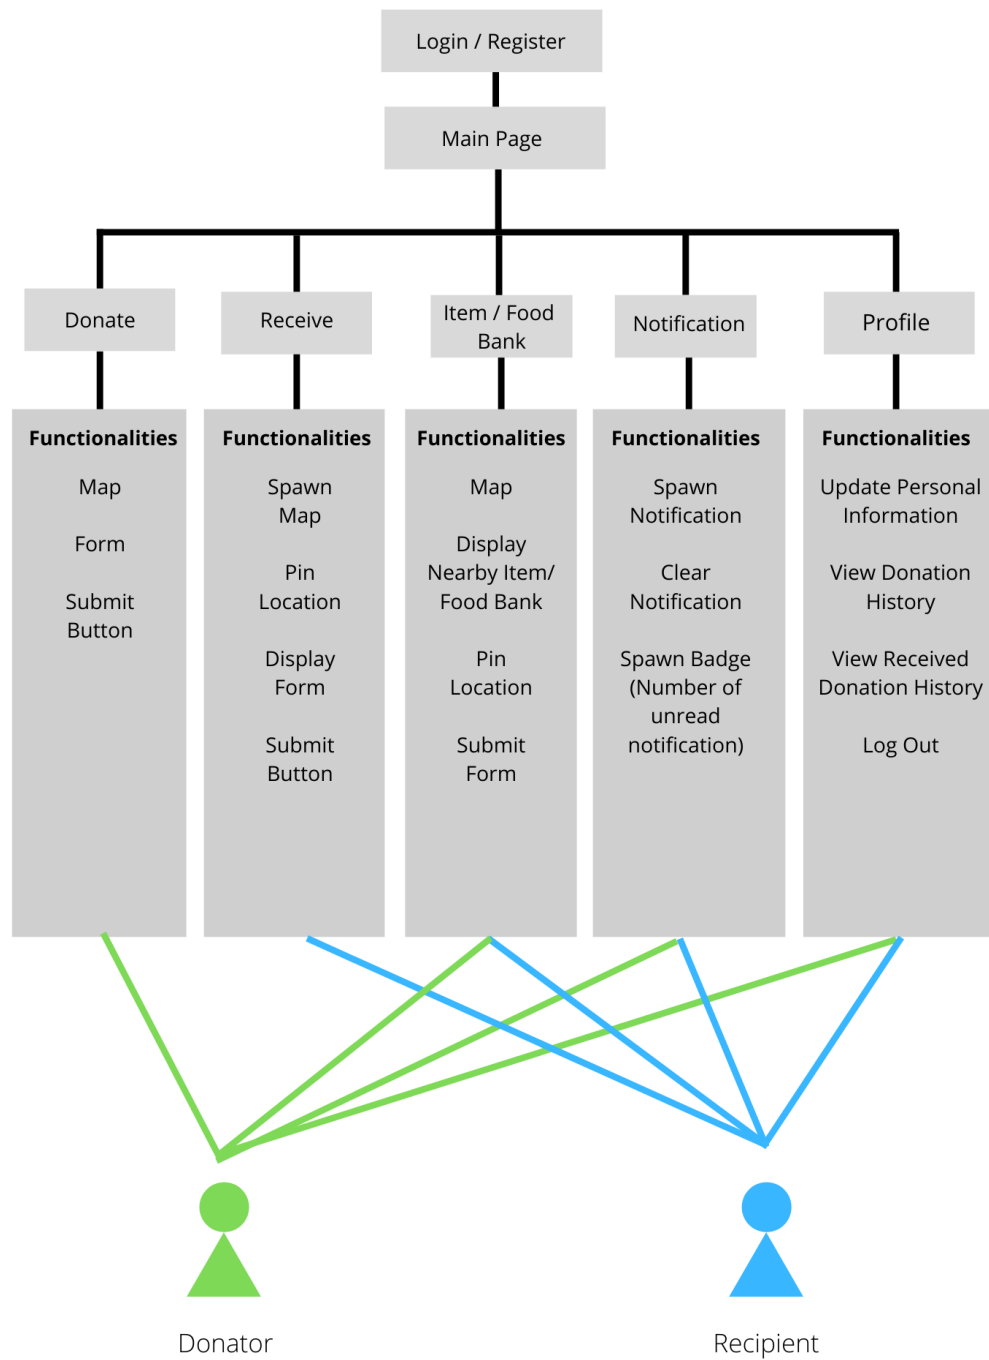 Login / Register
Main Page
Donate
Receive
Item / Food
Bank
Notification
Profile
Functionalities
Map
Form
Submit
Button
Functionalities
Spawn
Map
Pin
Location
Display
Form
Submit
Button
Functionalities
Map
Display
Nearby Item/
Food Bank
Pin
Location
Submit
Form
Functionalities
Spawn
Notification
Clear
Notification
Spawn Badge
(Number of
unread
notification)
Functionalities
Update Personal
Information
View Donation
History
View Received
Donation History
Log Out
Donator
Recipient